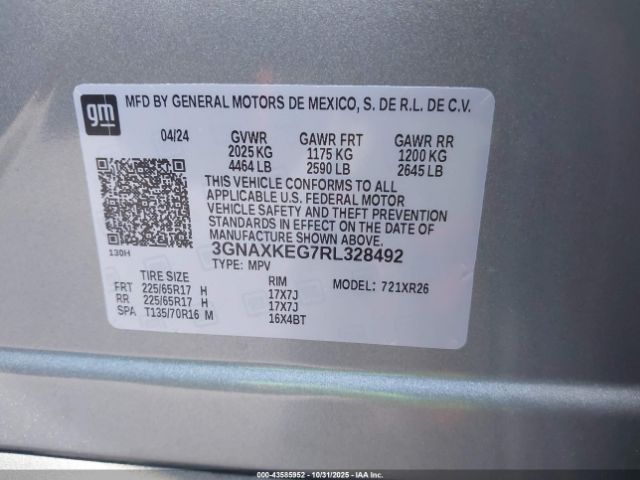 gm
MFD BY GENERAL MOTORS DE MEXICO, S. DE R.L. DE C.V.
04/24 GVWR GAWR FRT GAWR RR
2025 KG 1175 KG 1200 KG
4464 LB 2590 LB 2645 LB
THIS VEHICLE CONFORMS TO ALL
APPLICABLE U.S. FEDERAL MOTOR
VEHICLE SAFETY AND THEFT PREVENTION
STANDARDS IN EFFECT ON THE DATE OF
MANUFACTURE SHOWN ABOVE.
130H 3GNAXKEG7RL328492
TYPE: MPV
TIRE SIZE RIM MODEL: 721XR26
FRT 225/65R17 H 17X7J
RR 225/65R17 H 17X7J
SPA T135/70R16 M 16X4BT
OWNER: 43585952 - 10/31/2025 - IAA Inc.